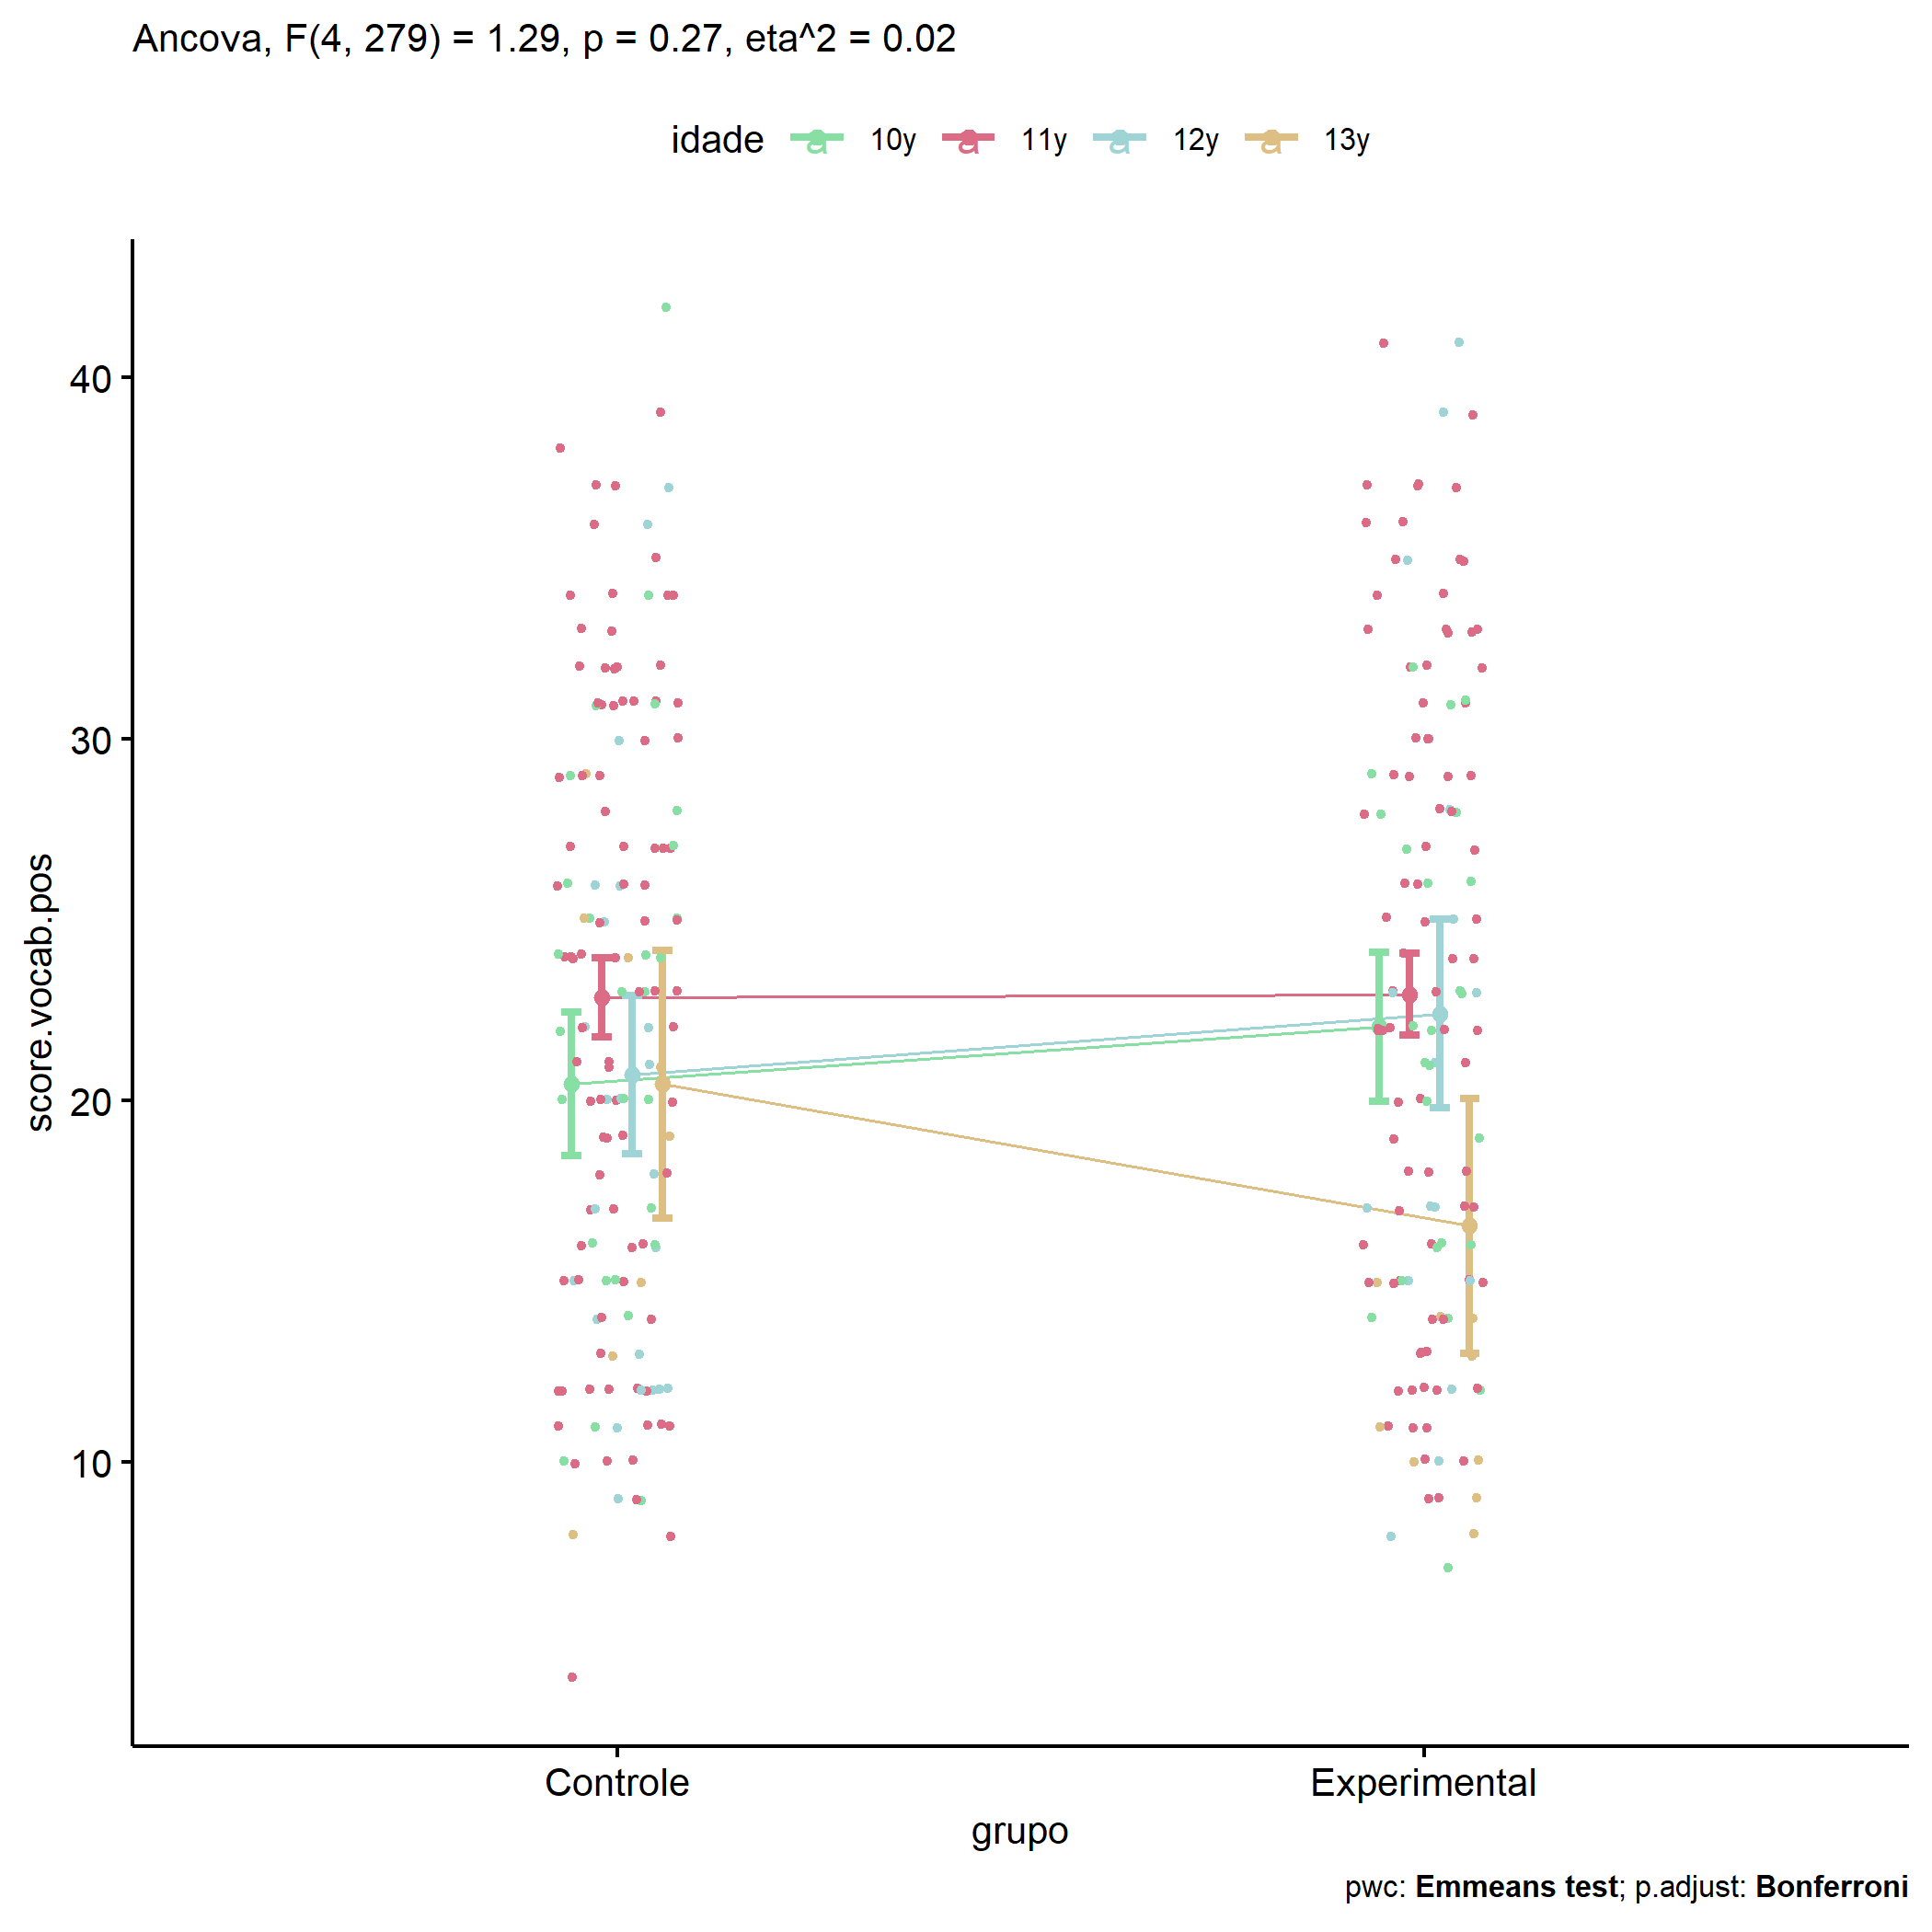 Ancova, F(4, 279) = 1.29, p = 0.27, eta^2 = 0.02
idade a 10y a 11y a 12y a 13y
score.vocab.pos
40
30
20
10
Controle Experimental
grupo
pwc: Emmeans test; p.adjust: Bonferroni